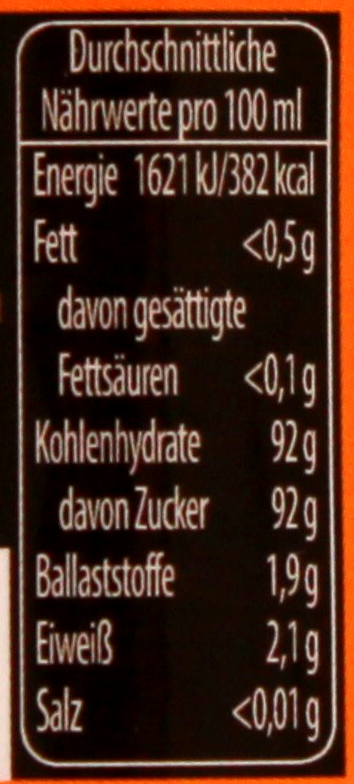 Durchschnittliche
Nährwerte pro 100 ml
Energie 1621 kJ/382 kcal
Fett <0,5 g
davon gesättigte
Fettsäuren <0,1 g
Kohlenhydrate 92 g
davon Zucker 92 g
Ballaststoffe 1,9 g
Eiweiß 2,1 g
Salz <0,01 g